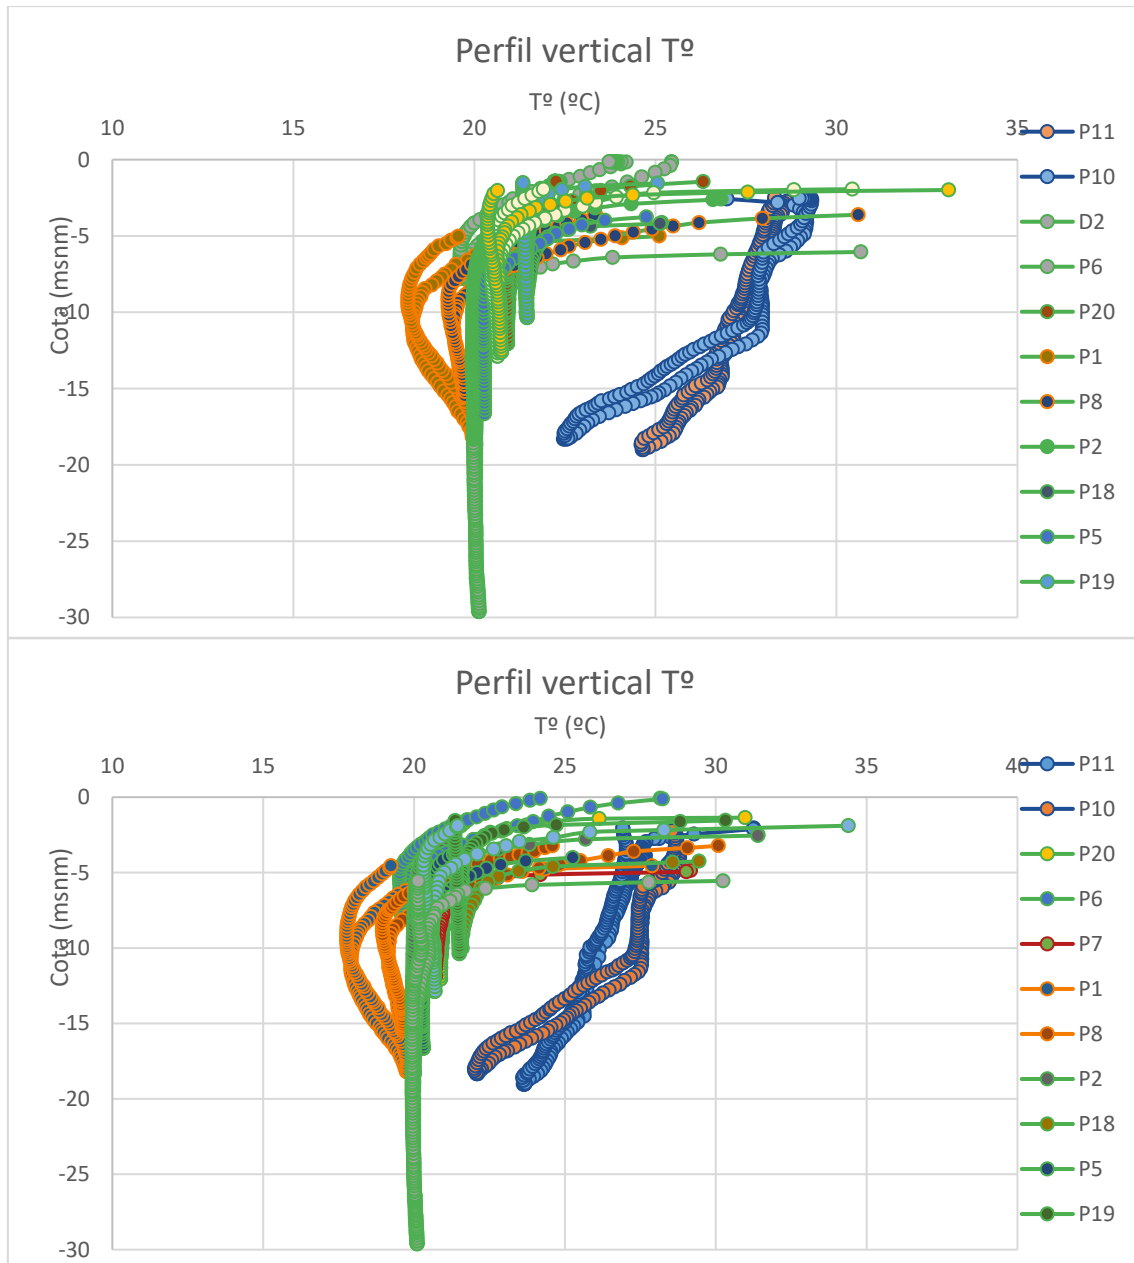 Perfil vertical Tº
Tº (ºC)
10 15 20 25 30 35
0
-5
-10
-15
-20
-25
-30
Cota (msnm)
P11
P10
D2
P6
P20
P1
P8
P2
P18
P5
P19
Perfil vertical Tº
Tº (ºC)
10 15 20 25 30 35 40
0
-5
-10
-15
-20
-25
-30
Cota (msnm)
P11
P10
P20
P6
P7
P1
P8
P2
P18
P5
P19